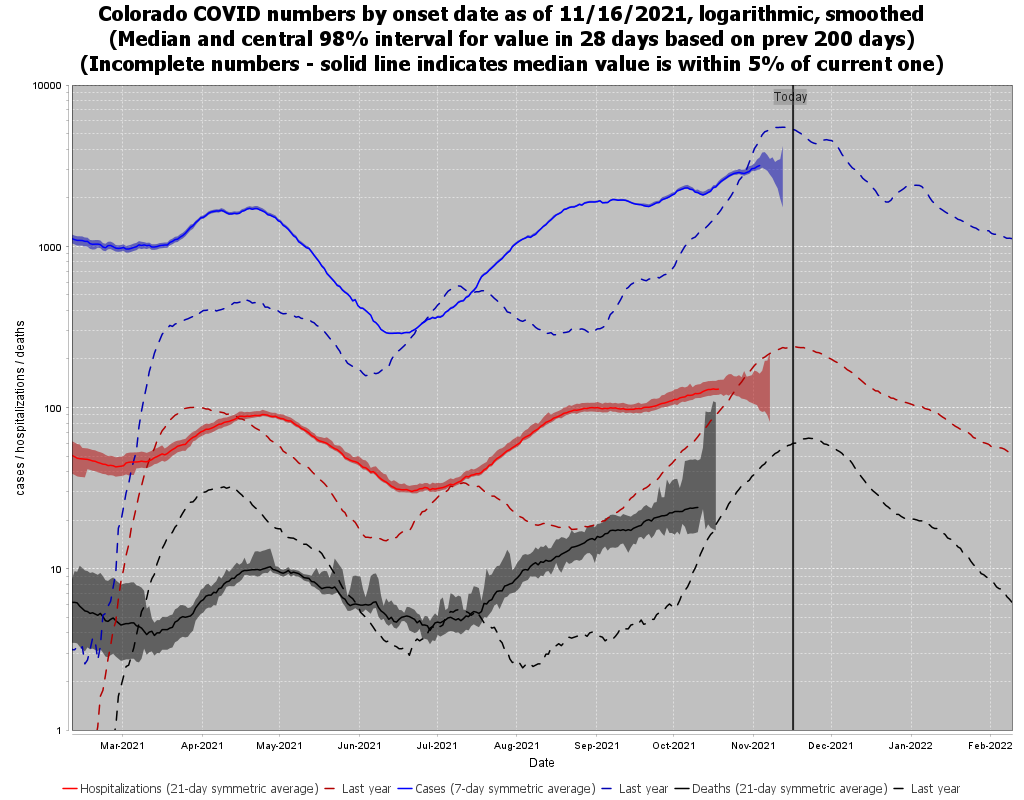 Colorado COVID numbers by onset date as of 11/16/2021, logarithmic, smoothed
(Median and central 98% interval for value in 28 days based on prev 200 days)
(Incomplete numbers - solid line indicates median value is within 5% of current one)
Today
10000
1000
100
10
1
cases / hospitalizations / deaths
Mar-2021 Apr-2021 May-2021 Jun-2021 Jul-2021 Aug-2021 Sep-2021 Oct-2021 Nov-2021 Dec-2021 Jan-2022 Feb-2022
Date
Hospitalizations (21-day symmetric average) Last year Cases (7-day symmetric average) Last year Deaths (21-day symmetric average) Last year